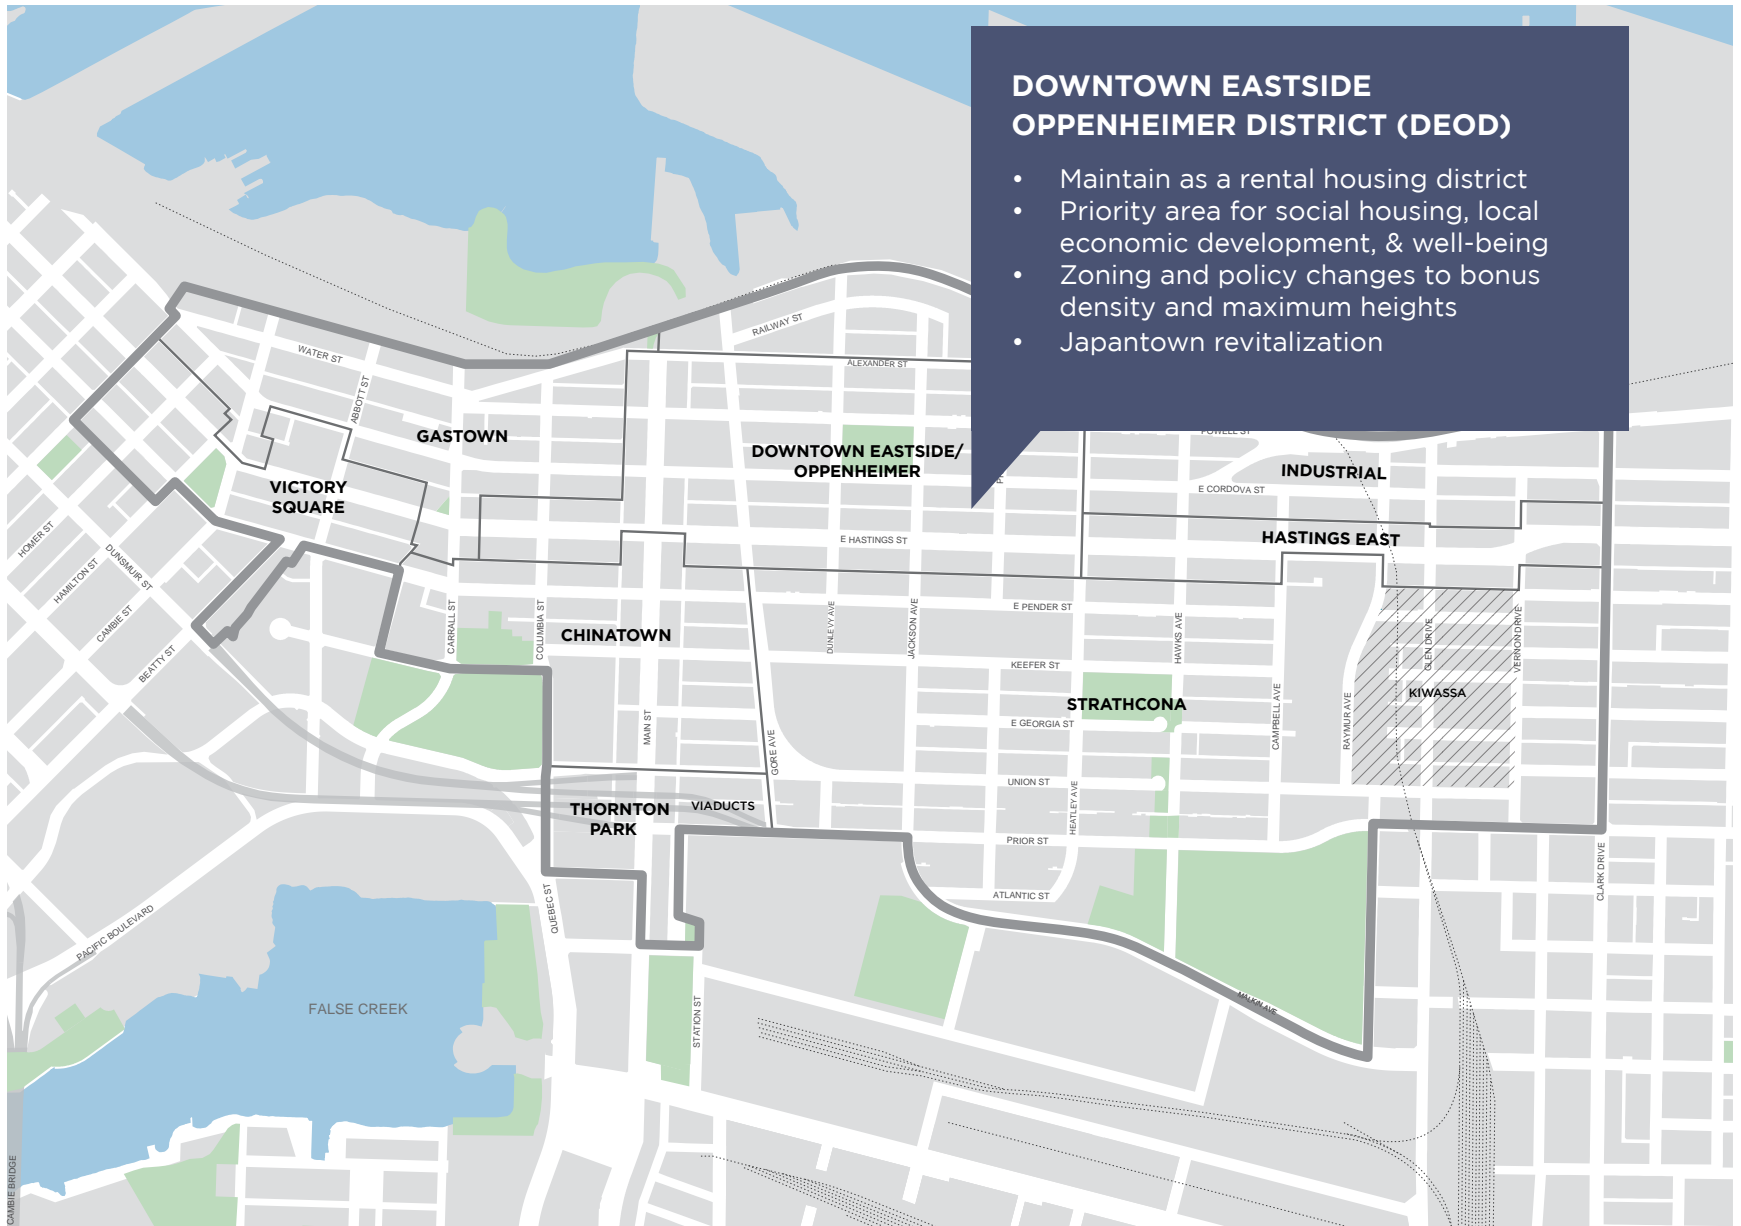 DOWNTOWN EASTSIDE
OPPENHEIMER DISTRICT (DEOD)
• Maintain as a rental housing district
• Priority area for social housing, local
economic development, & well-being
• Zoning and policy changes to bonus
density and maximum heights
• Japantown revitalization
RAILWAY ST
WATER ST
ALEXANDER ST
ABBOTT ST
POWELL ST
GASTOWN
DOWNTOWN EASTSIDE/
OPPENHEIMER
INDUSTRIAL
VICTORY
SQUARE
E CORDOVA ST
HASTINGS EAST
E HASTINGS ST
HOMER ST
DUNSMUIR ST
HAMILTON ST
CAMBIE ST
BEATTY ST
CARRALL ST
COLUMBIA ST
CHINATOWN
DUNLEVY AVE
JACKSON AVE
E PENDER ST
HAWKS AVE
GLEN DRIVE
VERNON DRIVE
KEEFER ST
KIWASSA
STRATHCONA
E GEORGIA ST
MAIN ST
GORE AVE
CAMPBELL AVE
RAYMUR AVE
UNION ST
HEATLEY AVE
THORNTON
PARK
VIADUCTS
PRIOR ST
CLARK DRIVE
ATLANTIC ST
QUEBEC ST
PACIFIC BOULEVARD
FALSE CREEK
STATION ST
MALKIN AVE
CAMBIE BRIDGE